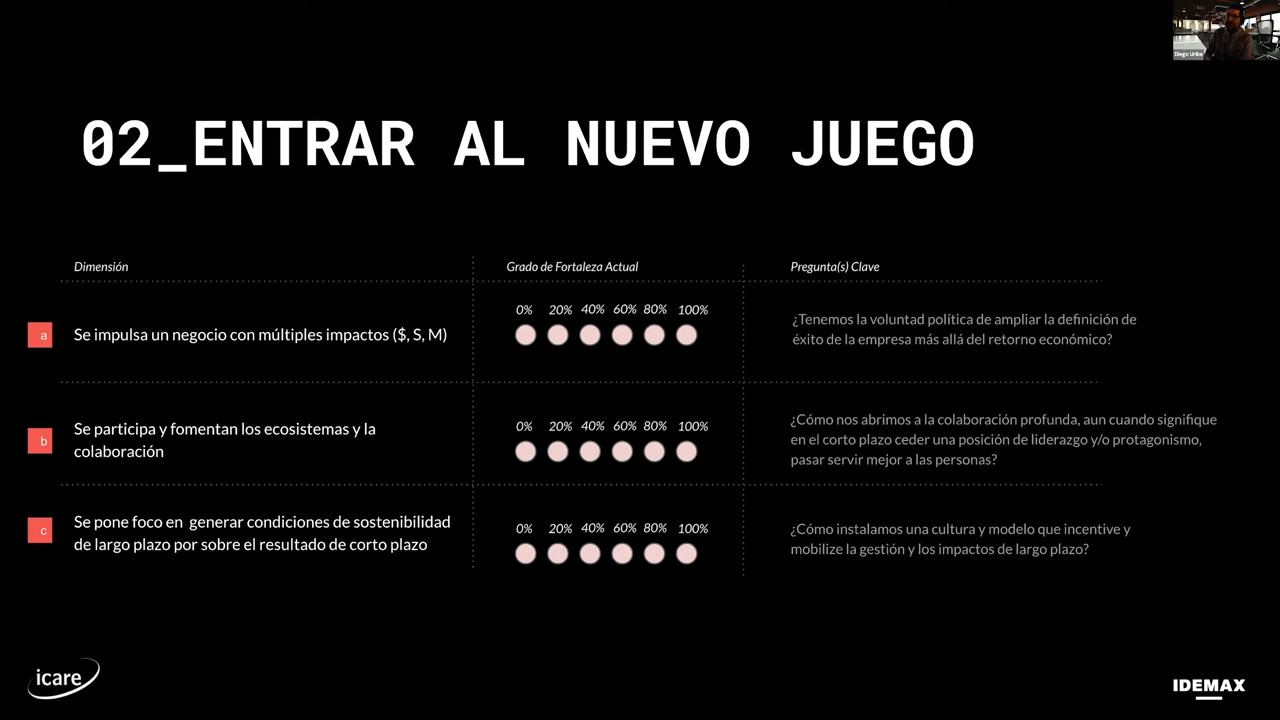 Diego Uribe
02_ENTRAR AL NUEVO JUEGO
Dimensión
Grado de Fortaleza Actual
Pregunta(s) Clave
a
Se impulsa un negocio con múltiples impactos ($, S, M)
0% 20% 40% 60% 80% 100%
¿Tenemos la voluntad política de ampliar la definición de
éxito de la empresa más allá del retorno económico?
b
Se participa y fomentan los ecosistemas y la
colaboración
0% 20% 40% 60% 80% 100%
¿Cómo nos abrimos a la colaboración profunda, aun cuando signifique
en el corto plazo ceder una posición de liderazgo y/o protagonismo,
pasar servir mejor a las personas?
c
Se pone foco en generar condiciones de sostenibilidad
de largo plazo por sobre el resultado de corto plazo
0% 20% 40% 60% 80% 100%
¿Cómo instalamos una cultura y modelo que incentive y
mobilize la gestión y los impactos de largo plazo?
icare
IDEMAX